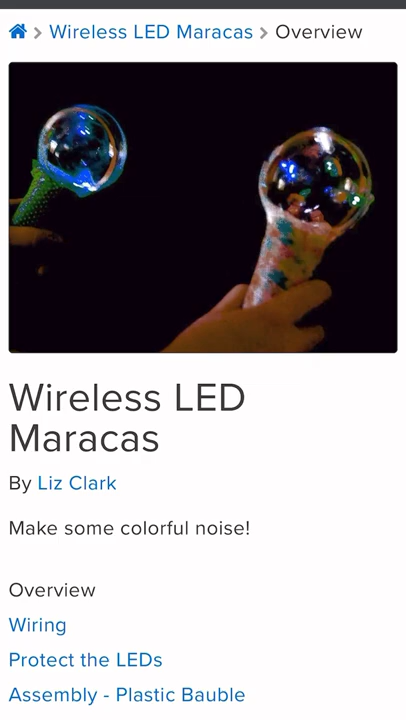 Wireless LED Maracas > Overview
Wireless LED
Maracas
By Liz Clark
Make some colorful noise!
Overview
Wiring
Protect the LEDs
Assembly - Plastic Bauble